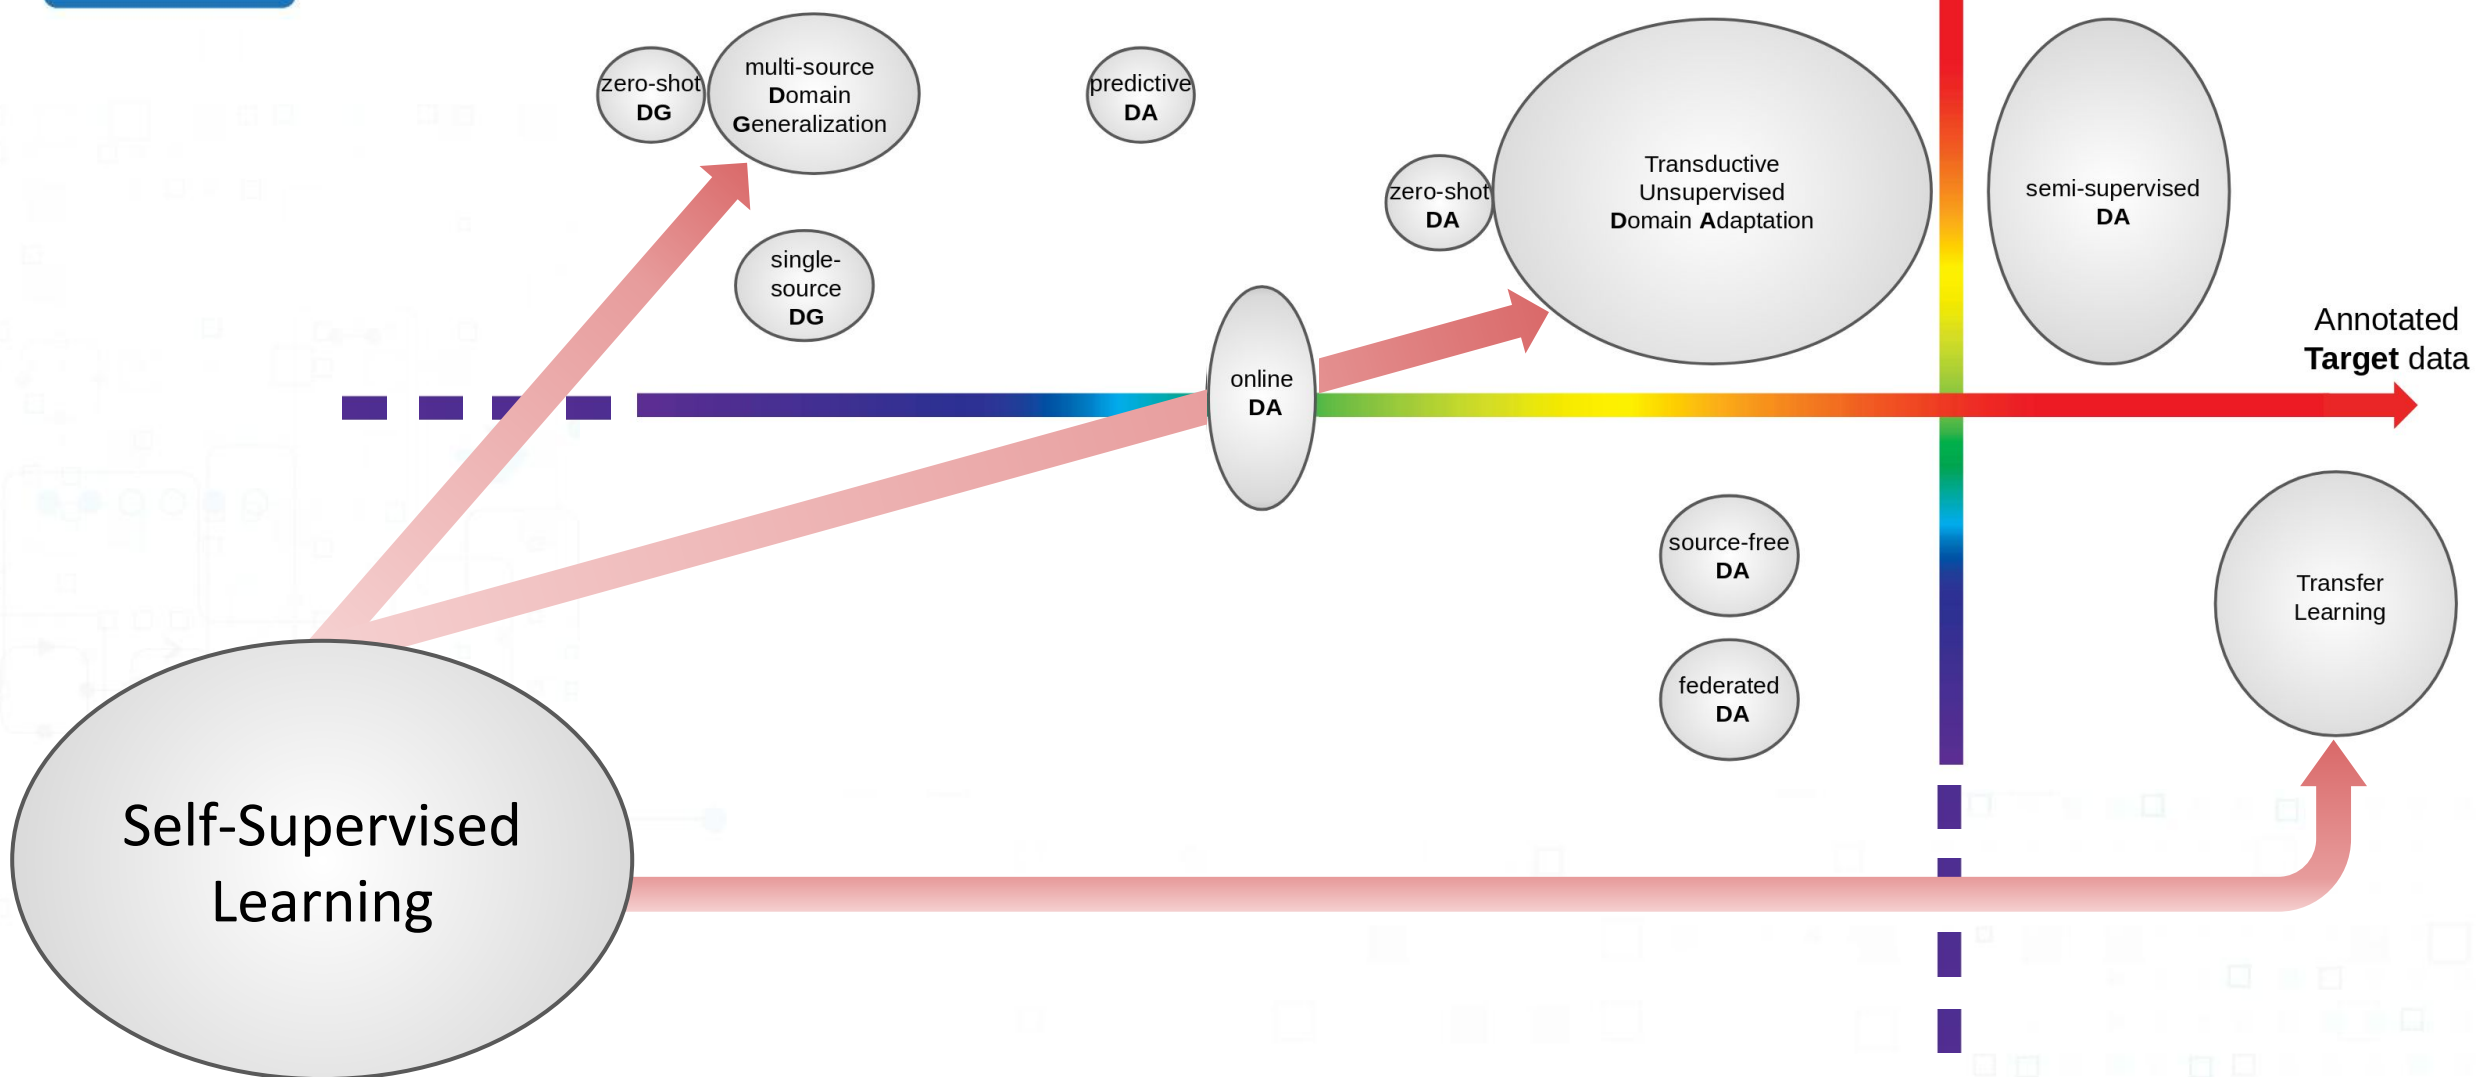 zero-shot
DG
multi-source
Domain
Generalization
predictive
DA
zero-shot
DA
Transductive
Unsupervised
Domain Adaptation
semi-supervised
DA
single-
source
DG
Annotated
Target data
online
DA
source-free
DA
Transfer
Learning
federated
DA
Self-Supervised
Learning